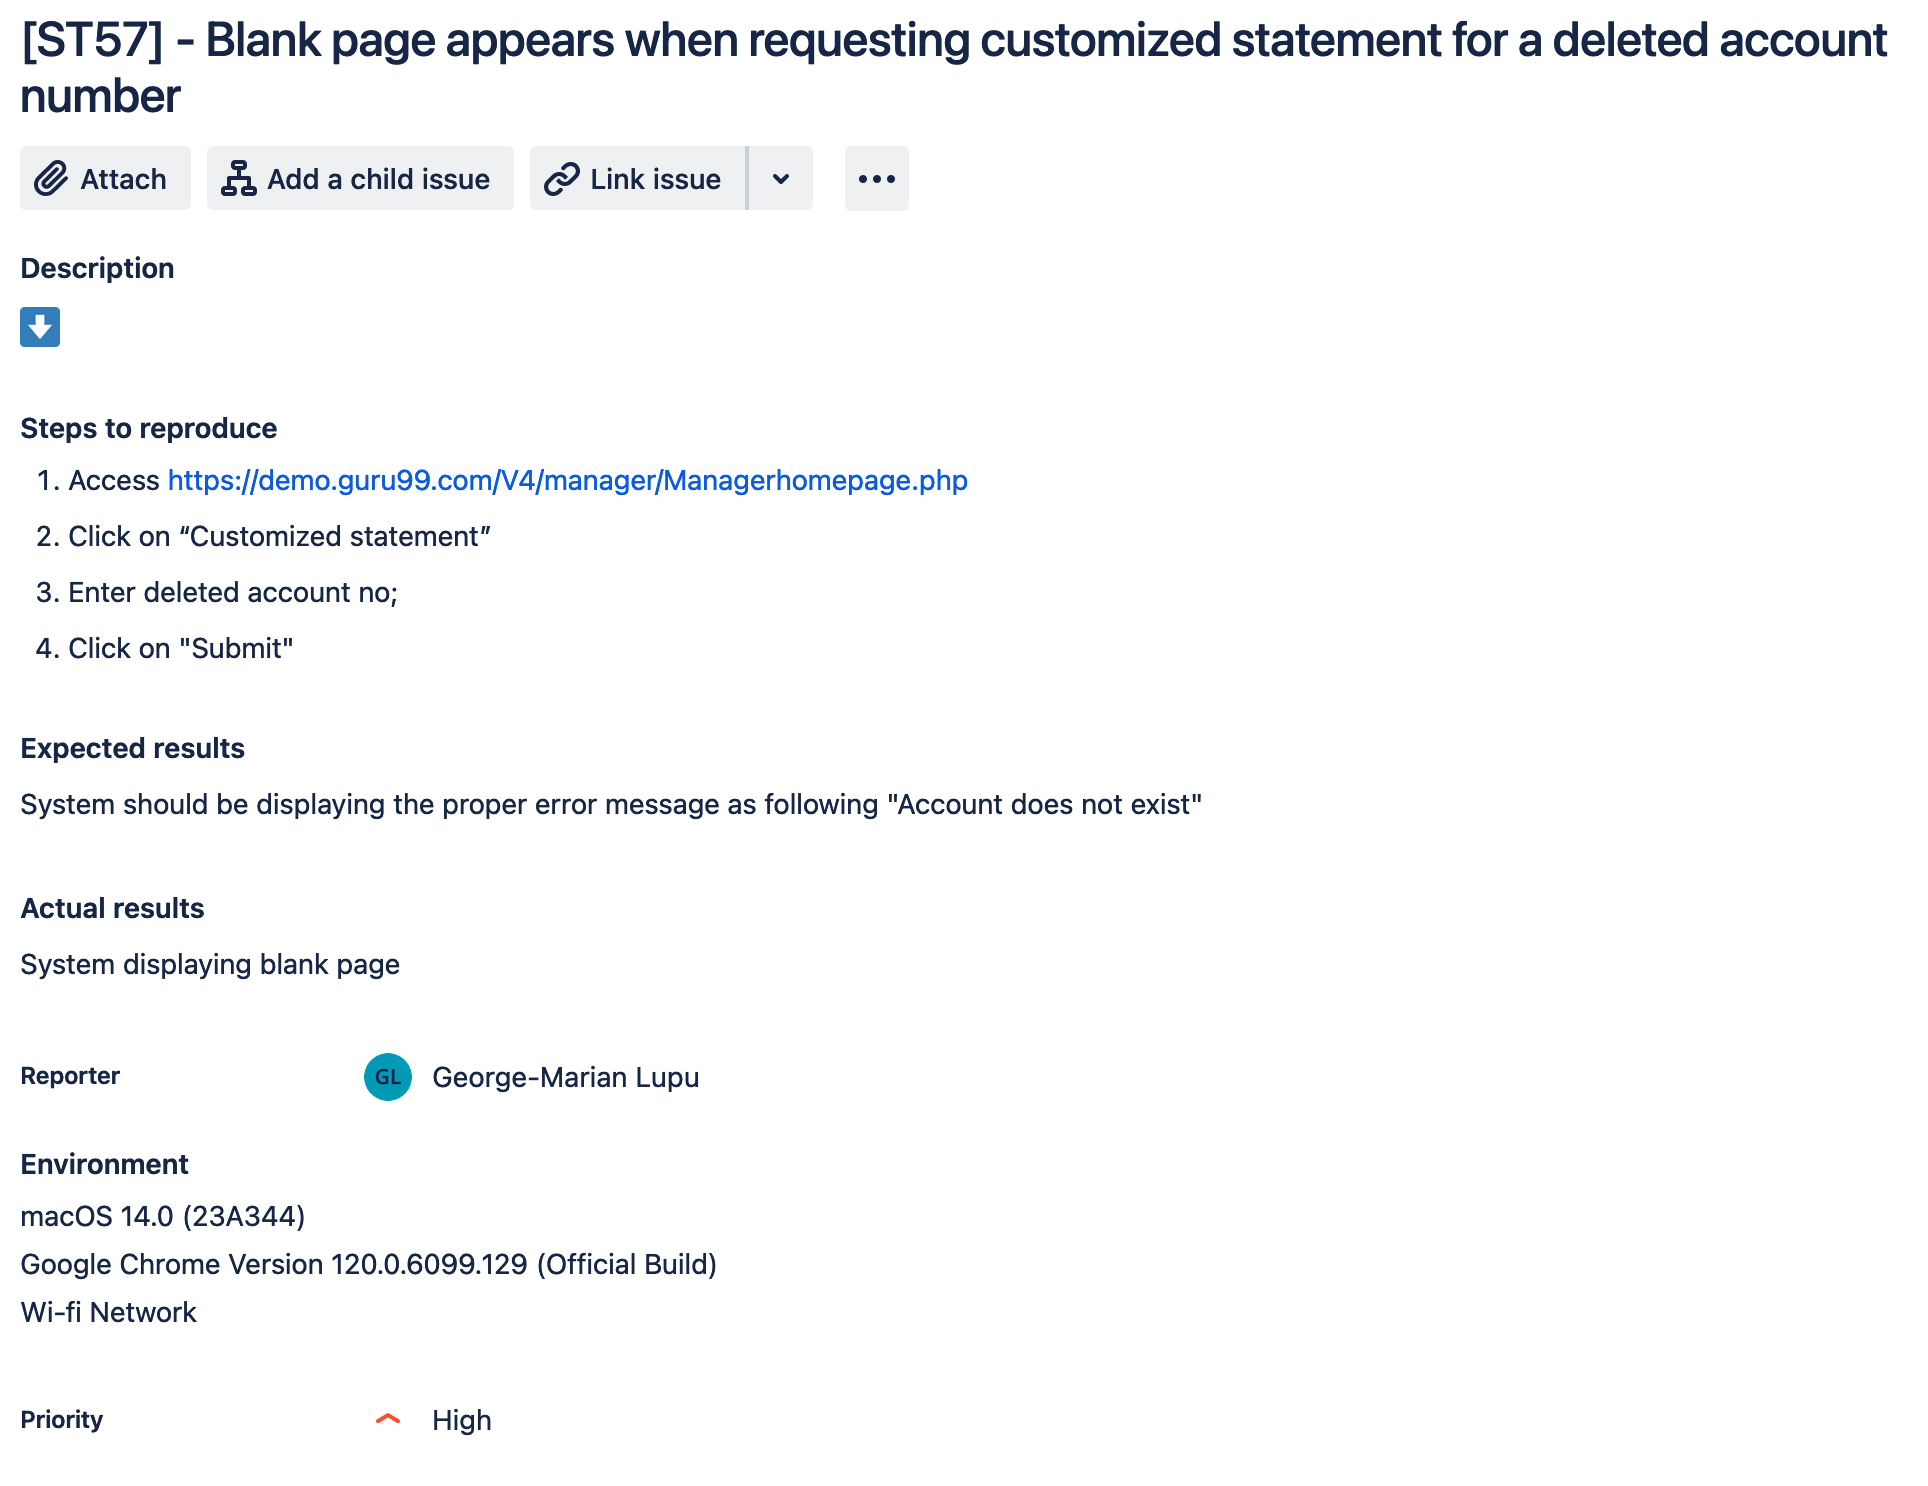 [ST57] - Blank page appears when requesting customized statement for a deleted account
number
Attach
Add a child issue
Link issue
Description
Steps to reproduce
1. Access https://demo.guru99.com/V4/manager/Managerhomepage.php
2. Click on “Customized statement”
3. Enter deleted account no;
4. Click on "Submit"
Expected results
System should be displaying the proper error message as following "Account does not exist"
Actual results
System displaying blank page
Reporter
GL
George-Marian Lupu
Environment
macOS 14.0 (23A344)
Google Chrome Version 120.0.6099.129 (Official Build)
Wi-fi Network
Priority
High